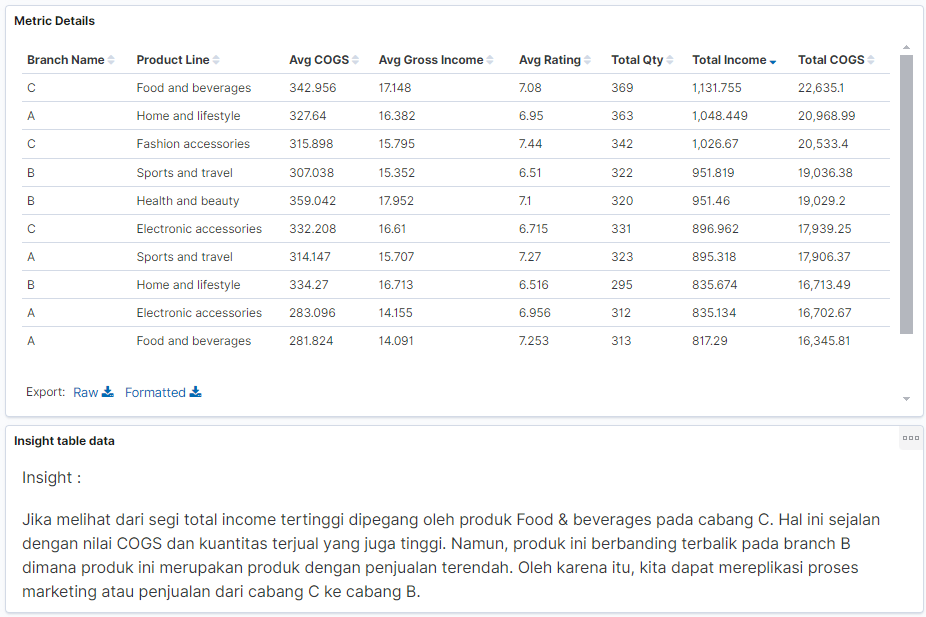 Metric Details
Branch Name Product Line Avg COGS Avg Gross Income Avg Rating Total Qty Total Income Total COGS
C Food and beverages 342.956 17.148 7.08 369 1,131.755 22,635.1
A Home and lifestyle 327.64 16.382 6.95 363 1,048.449 20,968.99
C Fashion accessories 315.898 15.795 7.44 342 1,026.67 20,533.4
B Sports and travel 307.038 15.352 6.51 322 951.819 19,036.38
B Health and beauty 359.042 17.952 7.1 320 951.46 19,029.2
C Electronic accessories 332.208 16.61 6.715 331 896.962 17,939.25
A Sports and travel 314.147 15.707 7.27 323 895.318 17,906.37
B Home and lifestyle 334.27 16.713 6.516 295 835.674 16,713.49
A Electronic accessories 283.096 14.155 6.956 312 835.134 16,702.67
A Food and beverages 281.824 14.091 7.253 313 817.29 16,345.81
Export: Raw Formatted
Insight table data
Insight :
Jika melihat dari segi total income tertinggi dipegang oleh produk Food & beverages pada cabang C. Hal ini sejalan
dengan nilai COGS dan kuantitas terjual yang juga tinggi. Namun, produk ini berbanding terbalik pada branch B
dimana produk ini merupakan produk dengan penjualan terendah. Oleh karena itu, kita dapat mereplikasi proses
marketing atau penjualan dari cabang C ke cabang B.